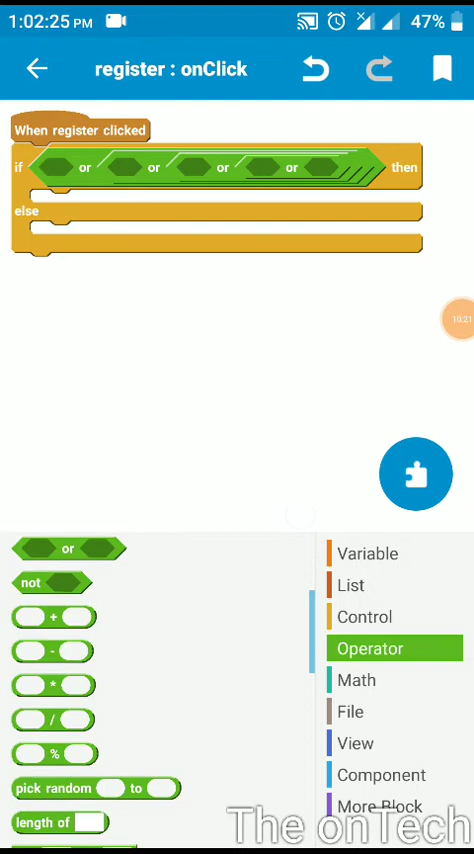 1:02:25 PM 47%
register : onClick
When register clicked
if or or or or then
else
10:21
or
not
+
-
*
/
%
pick random to
length of
Variable
List
Control
Operator
Math
File
View
Component
More Block
The onTech